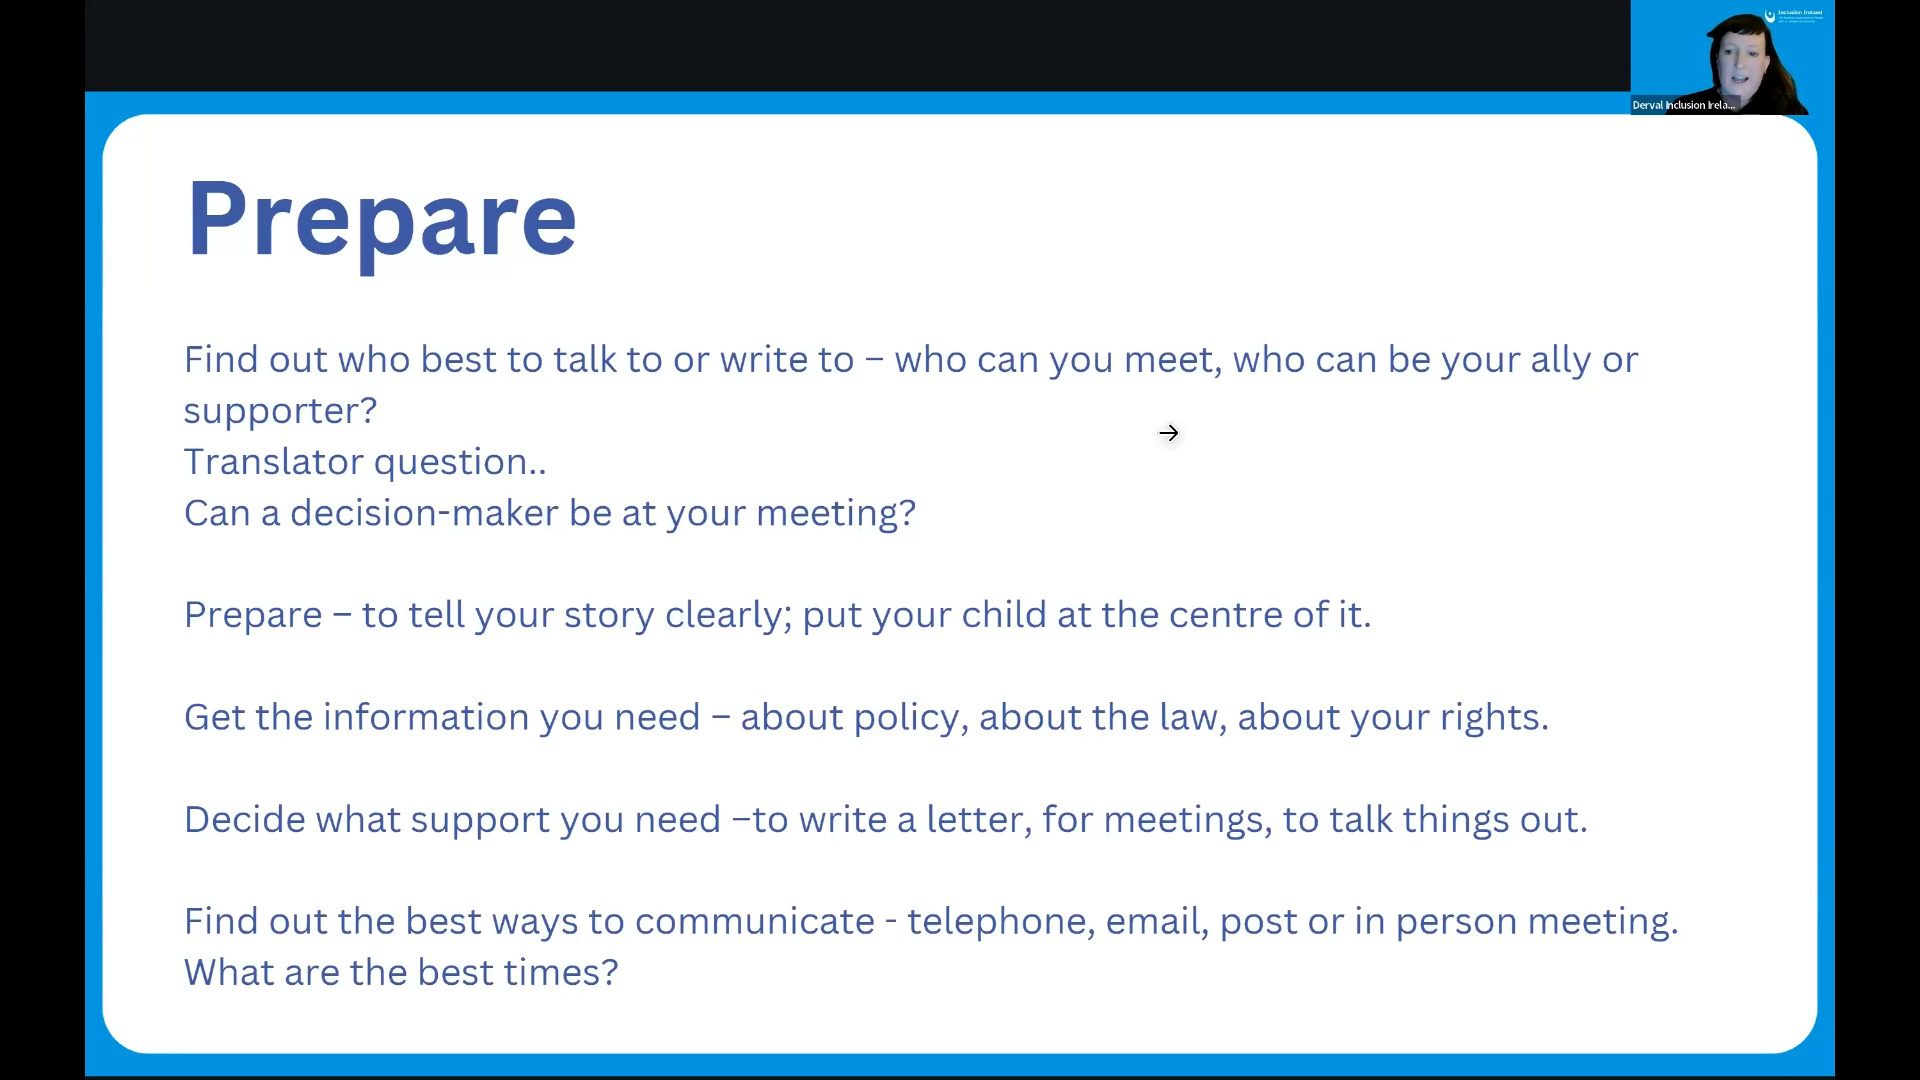 Inclusion Ireland
Derval Inclusion Irela...
Prepare
Find out who best to talk to or write to – who can you meet, who can be your ally or
supporter?
Translator question..
Can a decision-maker be at your meeting?
Prepare – to tell your story clearly; put your child at the centre of it.
Get the information you need – about policy, about the law, about your rights.
Decide what support you need –to write a letter, for meetings, to talk things out.
Find out the best ways to communicate - telephone, email, post or in person meeting.
What are the best times?